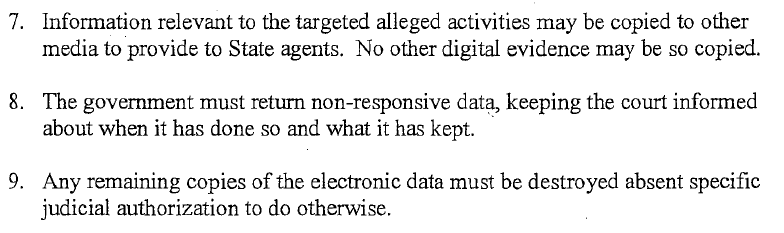 7. Information relevant to the targeted alleged activities may be copied to other
media to provide to State agents. No other digital evidence may be so copied.
8. The government must return non-responsive data, keeping the court informed
about when it has done so and what it has kept.
9. Any remaining copies of the electronic data must be destroyed absent specific
judicial authorization to do otherwise.